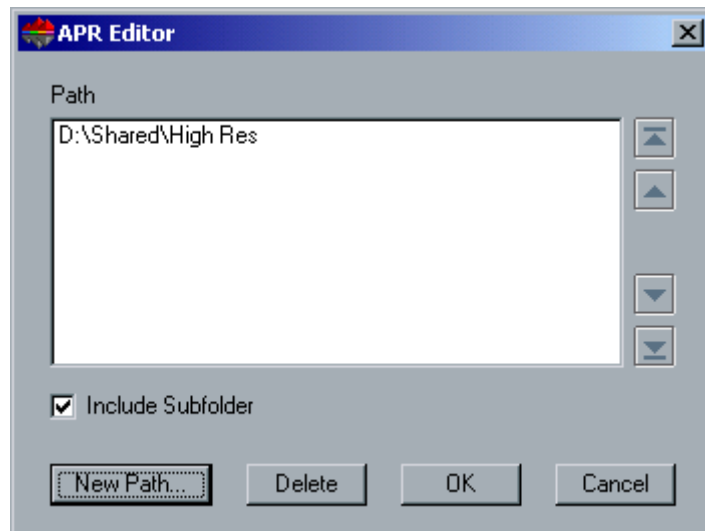 APR Editor
Path
D:\Shared\High Res
Include Subfolder
New Path... Delete OK Cancel